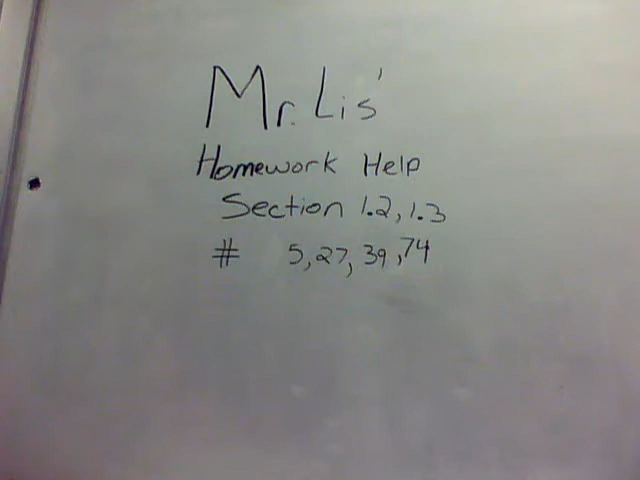 Mr. Lis'
Homework Help
Section 1.2, 1.3
# 5, 27, 39, 74